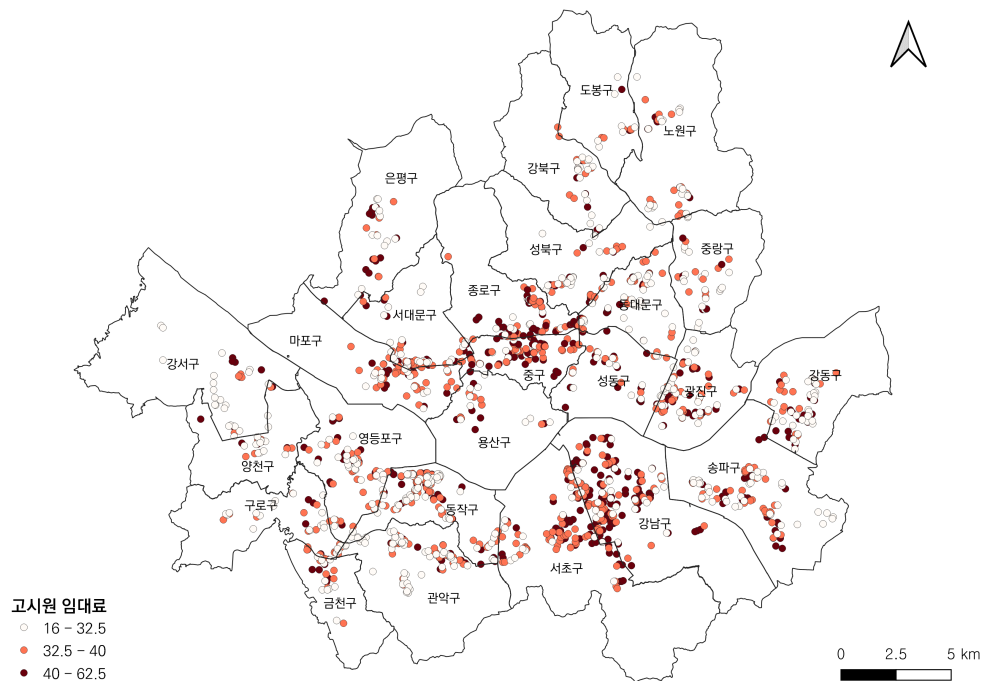 도봉구
노원구
강북구
은평구
성북구
중랑구
종로구
서대문구
동대문구
마포구
강서구
중구
성동구
광진구
강동구
영등포구
용산구
양천구
송파구
구로구
동작구
강남구
서초구
관악구
금천구
고시원 임대료
16 – 32.5
32.5 – 40
40 – 62.5
0 2.5 5 km